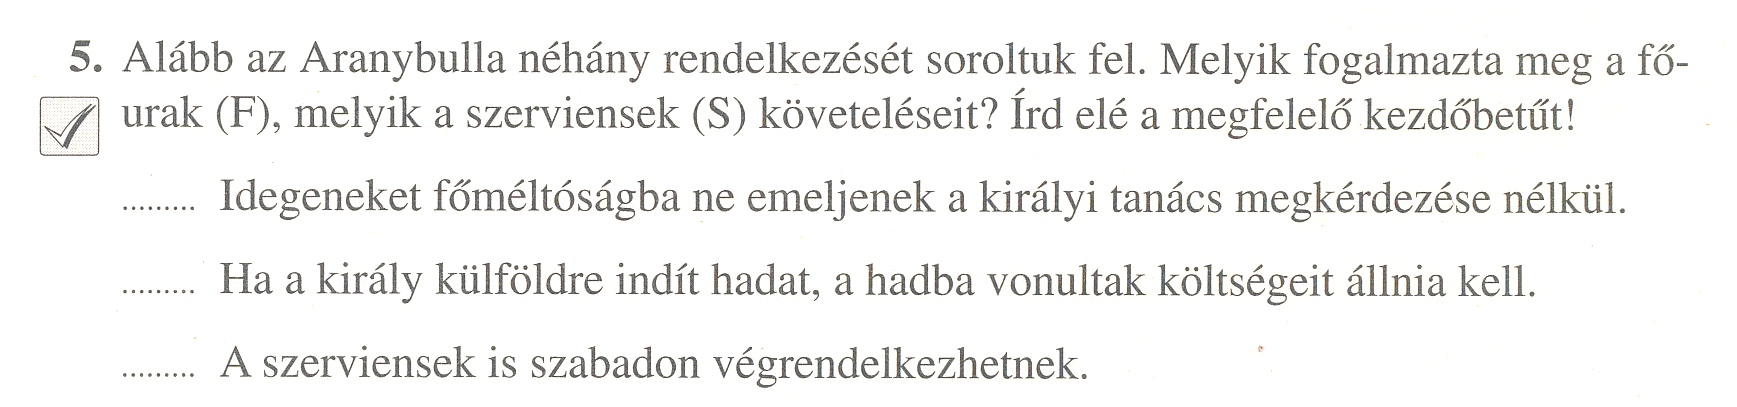 5. Alább az Aranybulla néhány rendelkezését soroltuk fel. Melyik fogalmazta meg a fő-
urak (F), melyik a szerviensek (S) követeléseit? Írd elé a megfelelő kezdőbetűt!
......... Idegeneket főméltóságba ne emeljenek a királyi tanács megkérdezése nélkül.
......... Ha a király külföldre indít hadat, a hadba vonultak költségeit állnia kell.
......... A szerviensek is szabadon végrendelkezhetnek.